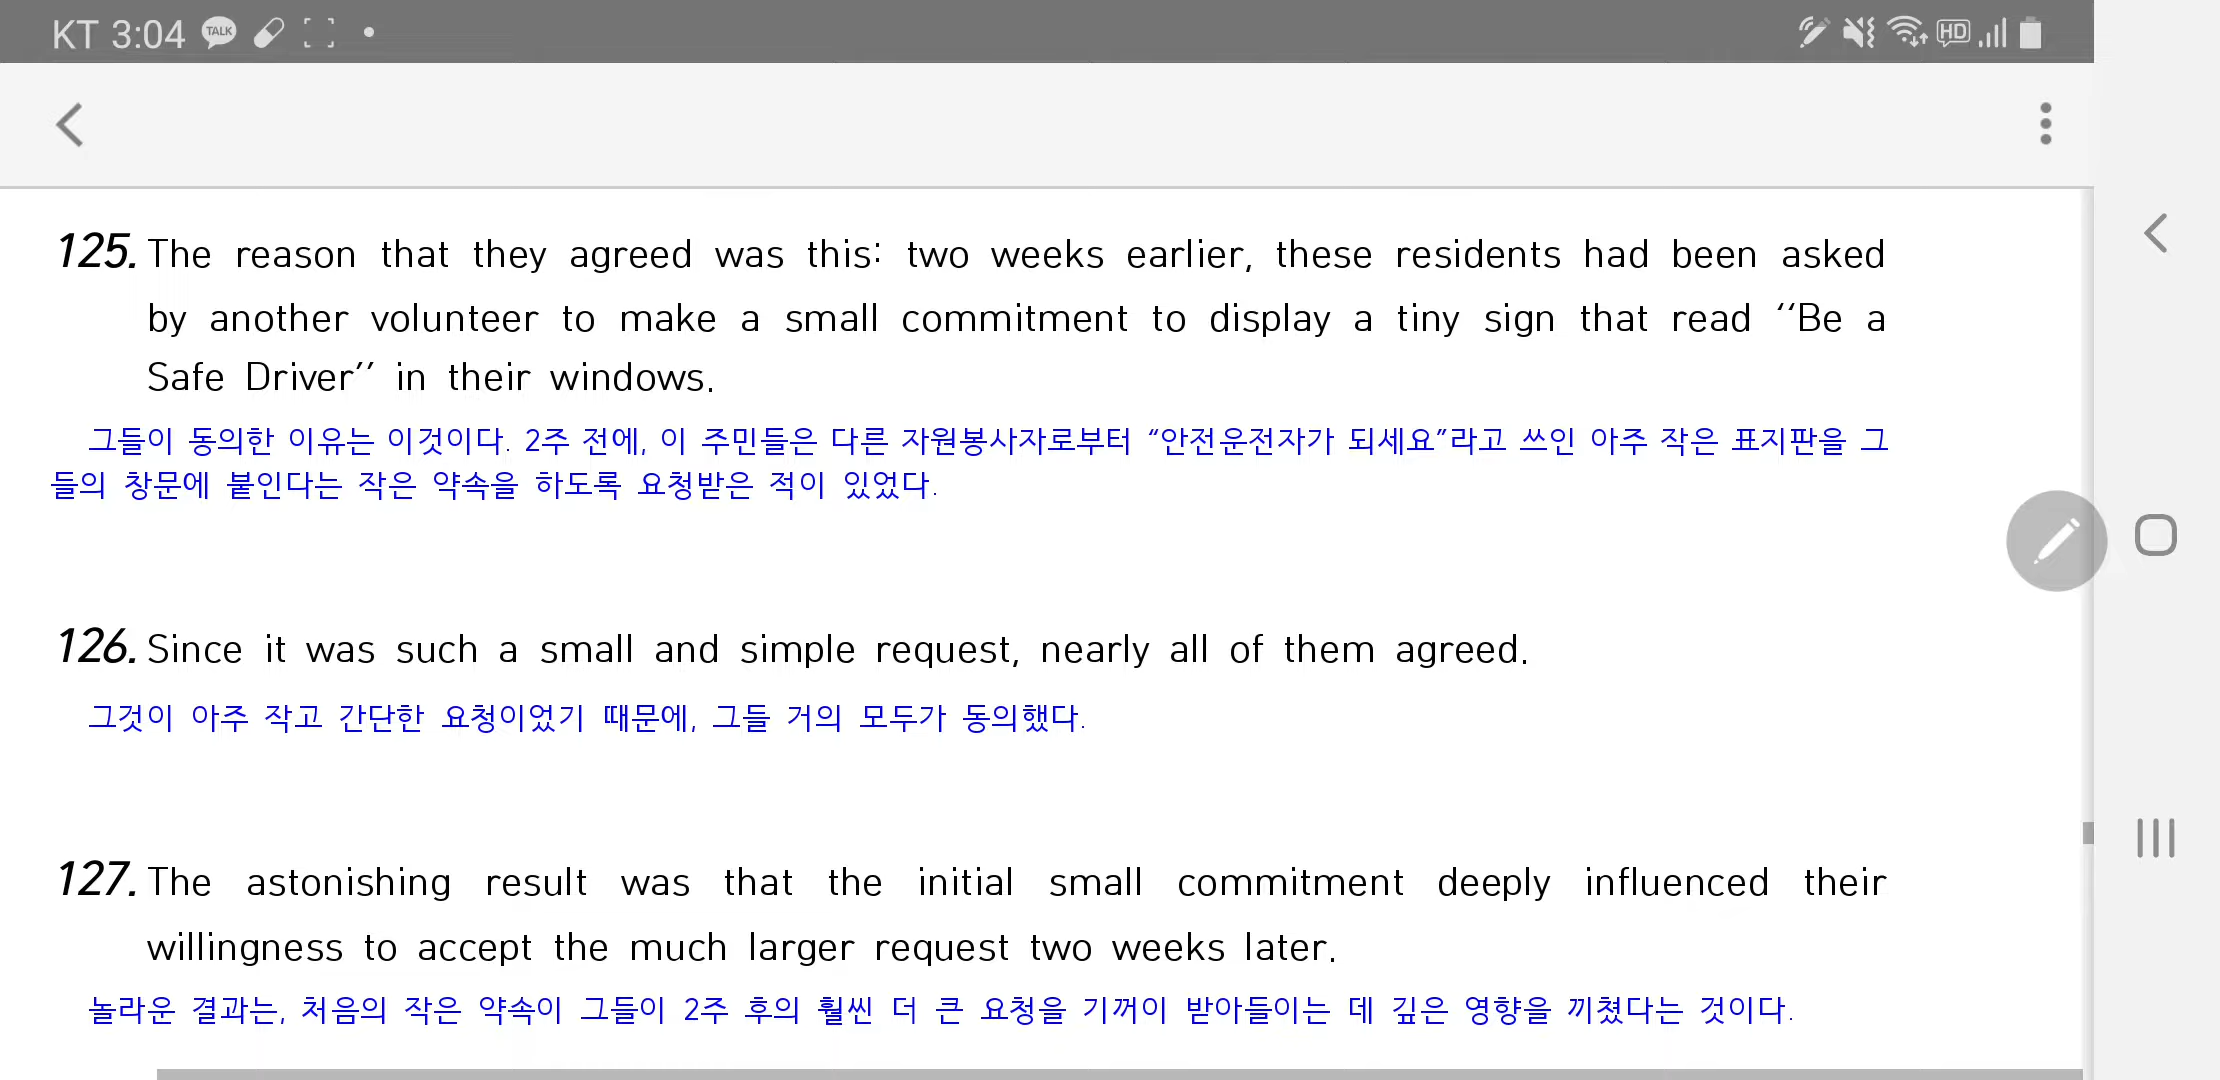 KT 3:04 TALK HD
125. The reason that they agreed was this: two weeks earlier, these residents had been asked
by another volunteer to make a small commitment to display a tiny sign that read ‘‘Be a
Safe Driver’’ in their windows.
그들이 동의한 이유는 이것이다. 2주 전에, 이 주민들은 다른 자원봉사자로부터 “안전운전자가 되세요”라고 쓰인 아주 작은 표지판을 그
들의 창문에 붙인다는 작은 약속을 하도록 요청받은 적이 있었다.
126. Since it was such a small and simple request, nearly all of them agreed.
그것이 아주 작고 간단한 요청이었기 때문에, 그들 거의 모두가 동의했다.
127. The astonishing result was that the initial small commitment deeply influenced their
willingness to accept the much larger request two weeks later.
놀라운 결과는, 처음의 작은 약속이 그들이 2주 후의 훨씬 더 큰 요청을 기꺼이 받아들이는 데 깊은 영향을 끼쳤다는 것이다.